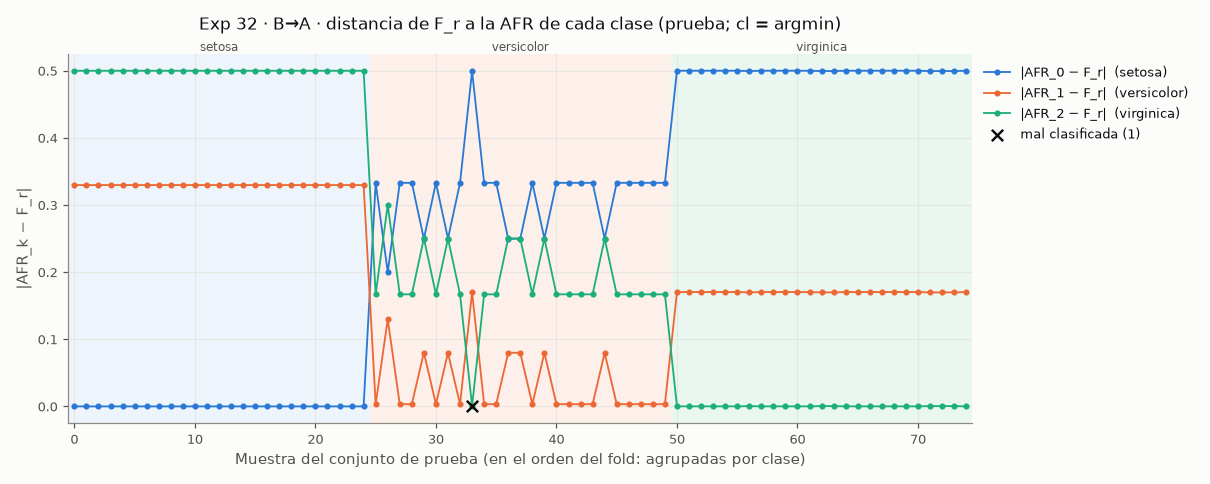 Exp 32 · B→A · distancia de F_r a la AFR de cada clase (prueba; cl = argmin)
setosa
versicolor
virginica
0.5
0.4
0.3
0.2
0.1
0.0
|AFR_k − F_r|
0
10
20
30
40
50
60
70
Muestra del conjunto de prueba (en el orden del fold: agrupadas por clase)
|AFR_0 − F_r| (setosa)
|AFR_1 − F_r| (versicolor)
|AFR_2 − F_r| (virginica)
mal clasificada (1)